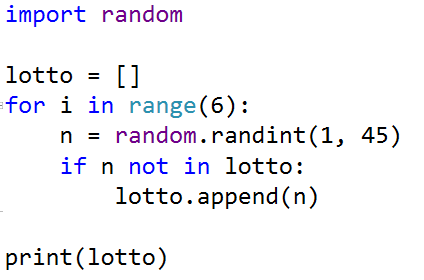 import random

lotto = []
for i in range(6):
    n = random.randint(1, 45)
    if n not in lotto:
        lotto.append(n)

print(lotto)